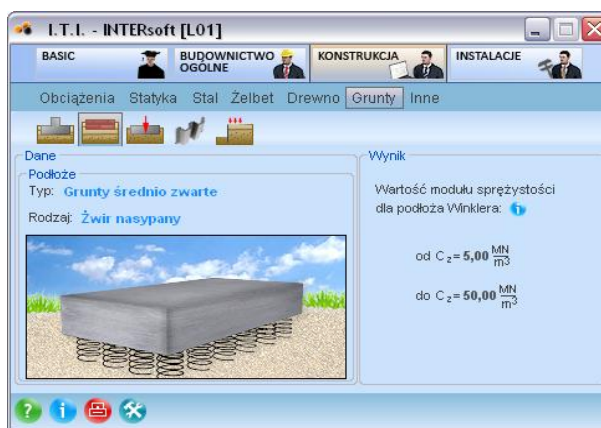 I.T.I. - INTERsoft [L01]
BASIC
BUDOWNICTWO
OGÓLNE
KONSTRUKCJA
INSTALACJE
Obciążenia Statyka Stal Żelbet Drewno Grunty Inne
Dane
Podłoże
Typ: Grunty średnio zwarte
Rodzaj: Żwir nasypany
Wynik
Wartość modułu sprężystości
dla podłoża Winklera:
od C z = 5,00 MN/m3
do C z = 50,00 MN/m3